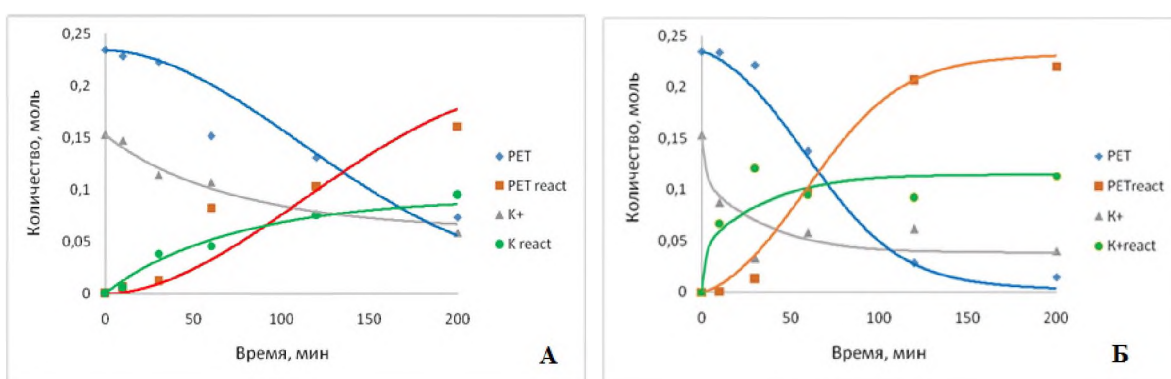 0,25
0,2
0,15
0,1
0,05
0
Количество, моль
0 50 100 150 200
Время, мин
PET
PET react
K+
K react
А
0,25
0,2
0,15
0,1
0,05
0
Количество, моль
0 50 100 150 200
Время, мин
PET
PETreact
K+
K+react
Б